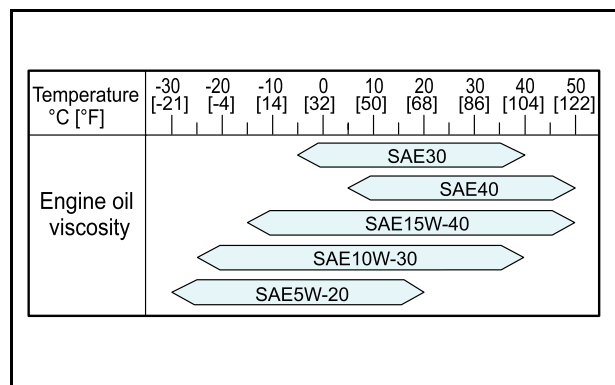 Temperature
°C [°F]
-30 -20 -10 0 10 20 30 40 50
[-21] [-4] [14] [32] [50] [68] [86] [104] [122]
Engine oil
viscosity
SAE30
SAE40
SAE15W-40
SAE10W-30
SAE5W-20